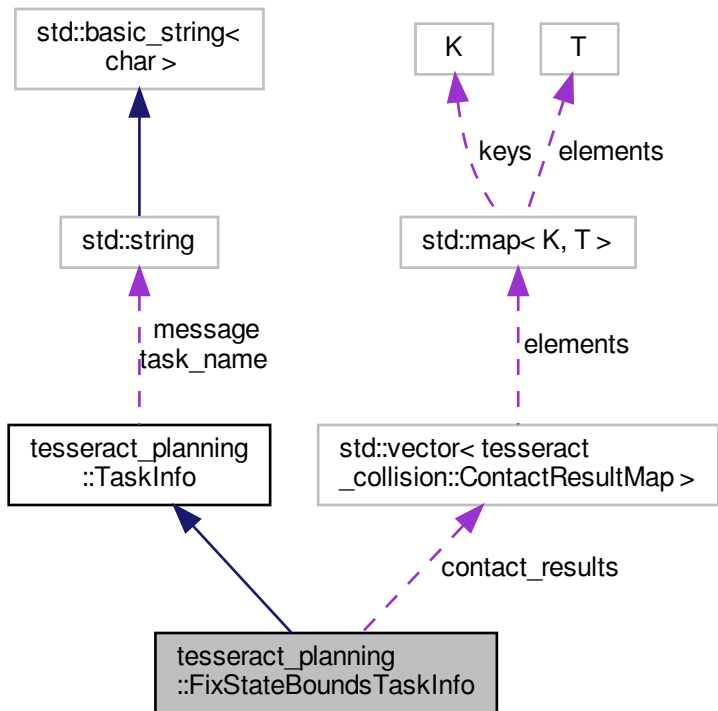 std::basic_string<
char >
K
T
keys
elements
std::string
std::map< K, T >
message
task_name
elements
tesseract_planning
::TaskInfo
std::vector< tesseract
_collision::ContactResultMap >
contact_results
tesseract_planning
::FixStateBoundsTaskInfo